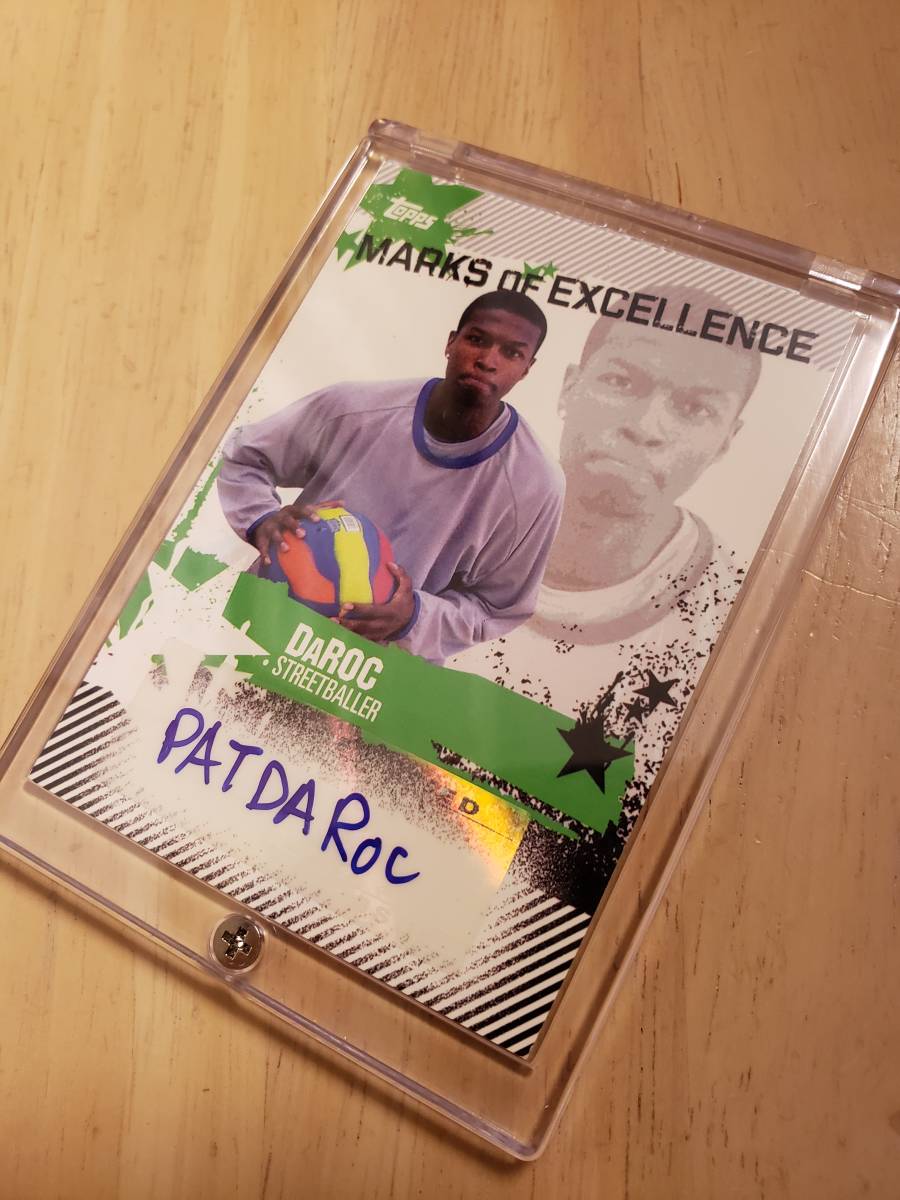 Topps
MARKS OF EXCELLENCE
DaROC
STREETBALLER
PAT DA ROC